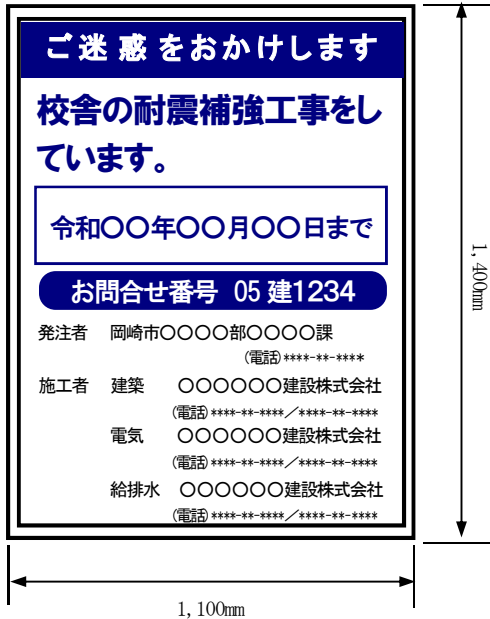 ご迷惑をおかけします
校舎の耐震補強工事をし
ています。
令和〇〇年〇〇月〇〇日まで
お問合せ番号 05 建1234
発注者 岡崎市〇〇〇〇部〇〇〇〇課
(電話)****-**-****
施工者 建築 〇〇〇〇〇〇建設株式会社
(電話)****-**-****／****-**-****
電気 〇〇〇〇〇〇建設株式会社
(電話)****-**-****／****-**-****
給排水 〇〇〇〇〇〇建設株式会社
(電話)****-**-****／****-**-****
1,400mm
1,100mm